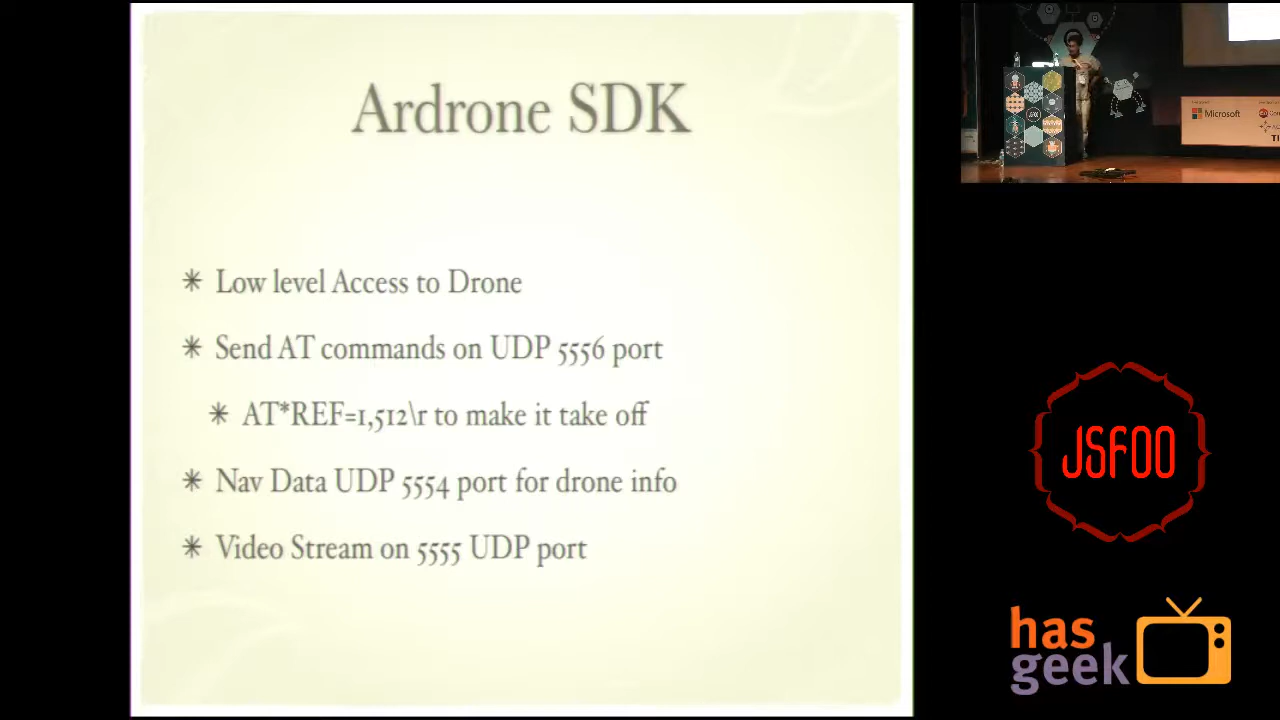 Ardrone SDK
✳ Low level Access to Drone
✳ Send AT commands on UDP 5556 port
✳ AT*REF=1,512\r to make it take off
✳ Nav Data UDP 5554 port for drone info
✳ Video Stream on 5555 UDP port
Microsoft
JSFOO
has
geek